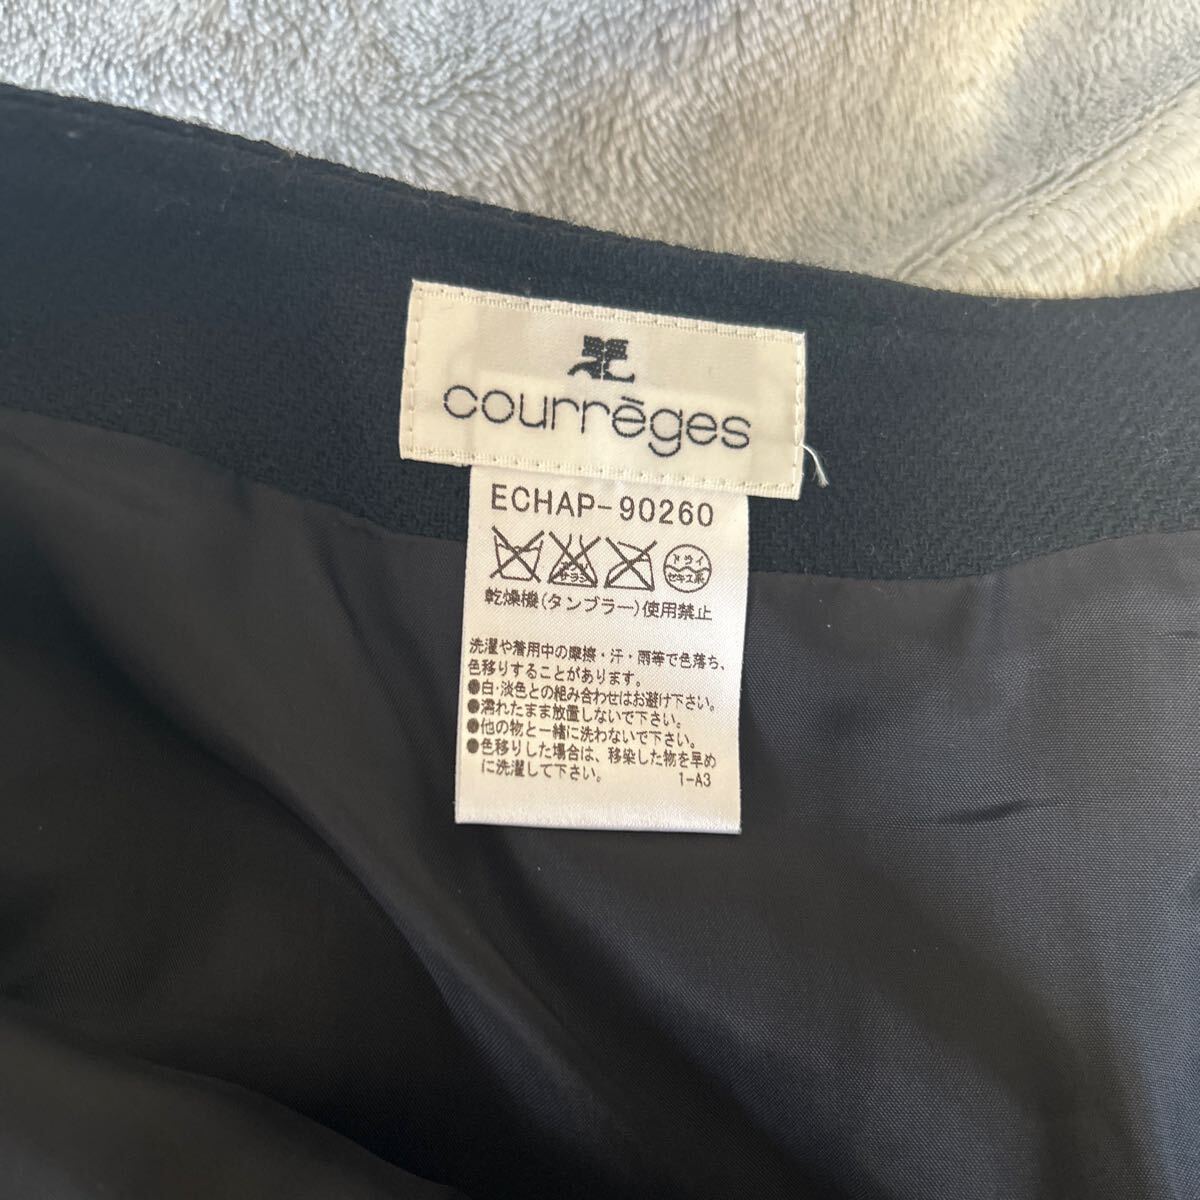 courrèges
ECHAP-90260
サラシ
ドライ
セキユ系
乾燥機(タンブラー)使用禁止
洗濯や着用中の摩擦・汗・雨等で色落ち、
色移りすることがあります。
●白・淡色との組み合わせはお避け下さい。
●濡れたまま放置しないで下さい。
●他の物と一緒に洗わないで下さい。
●色移りした場合は、移染した物を早め
に洗濯して下さい。 1-A3